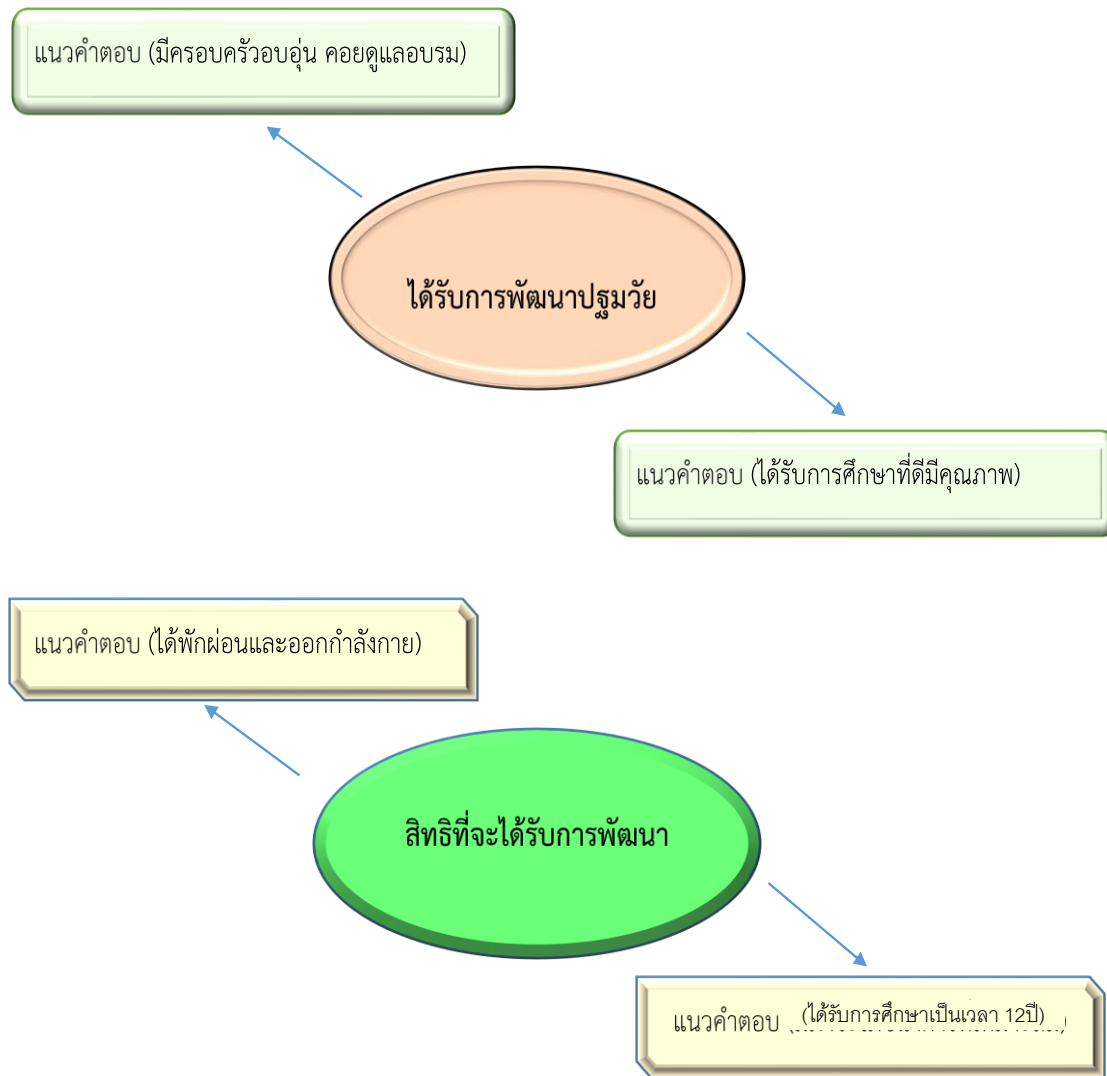 แนวคำตอบ (มีครอบครัวอบอุ่น คอยดูแลอบรม)
ได้รับการพัฒนาปฐมวัย
แนวคำตอบ (ได้รับการศึกษาที่ดีมีคุณภาพ)
แนวคำตอบ (ได้พักผ่อนและออกกำลังกาย)
สิทธิที่จะได้รับการพัฒนา
แนวคำตอบ (ได้รับการศึกษาเป็นเวลา 12ปี)